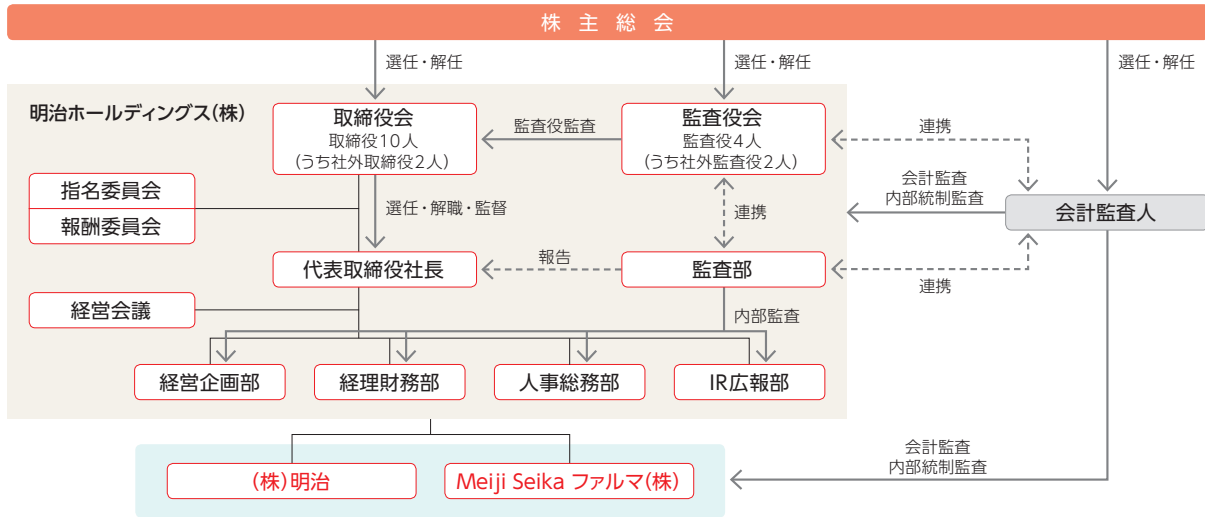 株主総会
選任・解任
選任・解任
選任・解任
明治ホールディングス(株)
取締役会
取締役10人
(うち社外取締役2人)
監査役監査
監査役会
監査役4人
(うち社外監査役2人)
連携
指名委員会
報酬委員会
選任・解職・監督
連携
会計監査
内部統制監査
会計監査人
代表取締役社長
報告
監査部
連携
経営会議
内部監査
経営企画部
経理財務部
人事総務部
IR広報部
(株)明治
Meiji Seika ファルマ(株)
会計監査
内部統制監査